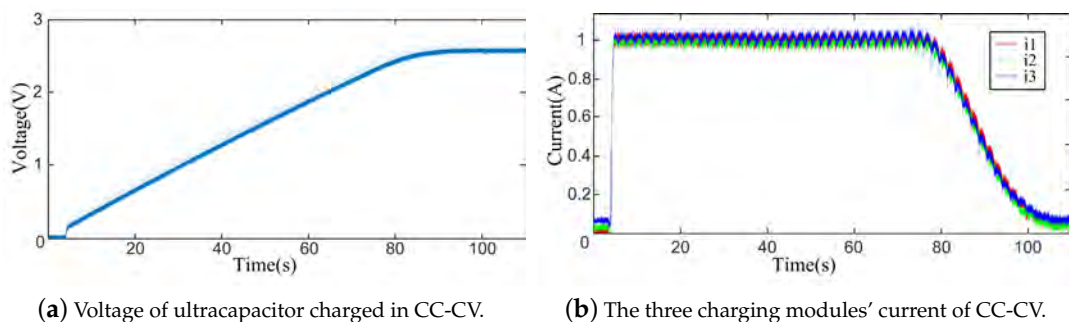 3
2
1
0
Voltage(V)
20
40
60
80
100
Time(s)
1
0.8
0.6
0.4
0.2
0
Current(A)
i1
i2
i3
20
40
60
80
100
Time(s)
(a) Voltage of ultracapacitor charged in CC-CV.
(b) The three charging modules’ current of CC-CV.